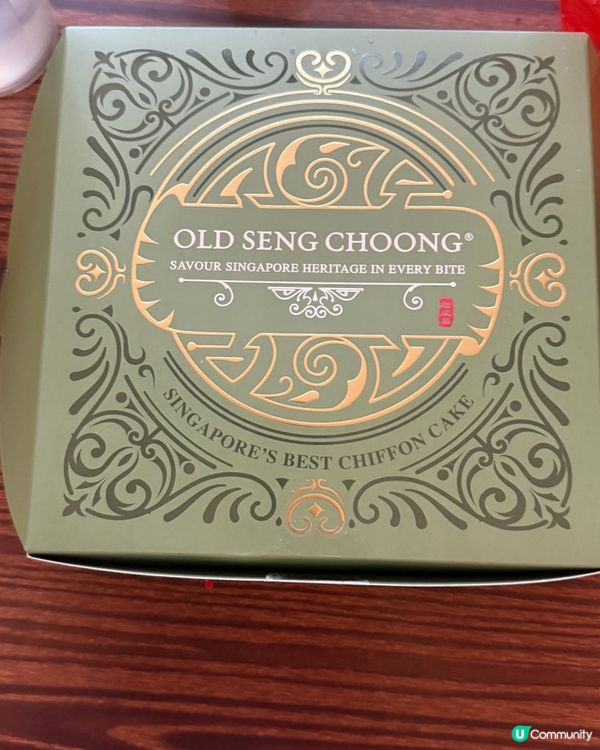 OLD SENG CHOONG®
SAVOUR SINGAPORE HERITAGE IN EVERY BITE
SINGAPORE'S BEST CHIFFON CAKE
U Community